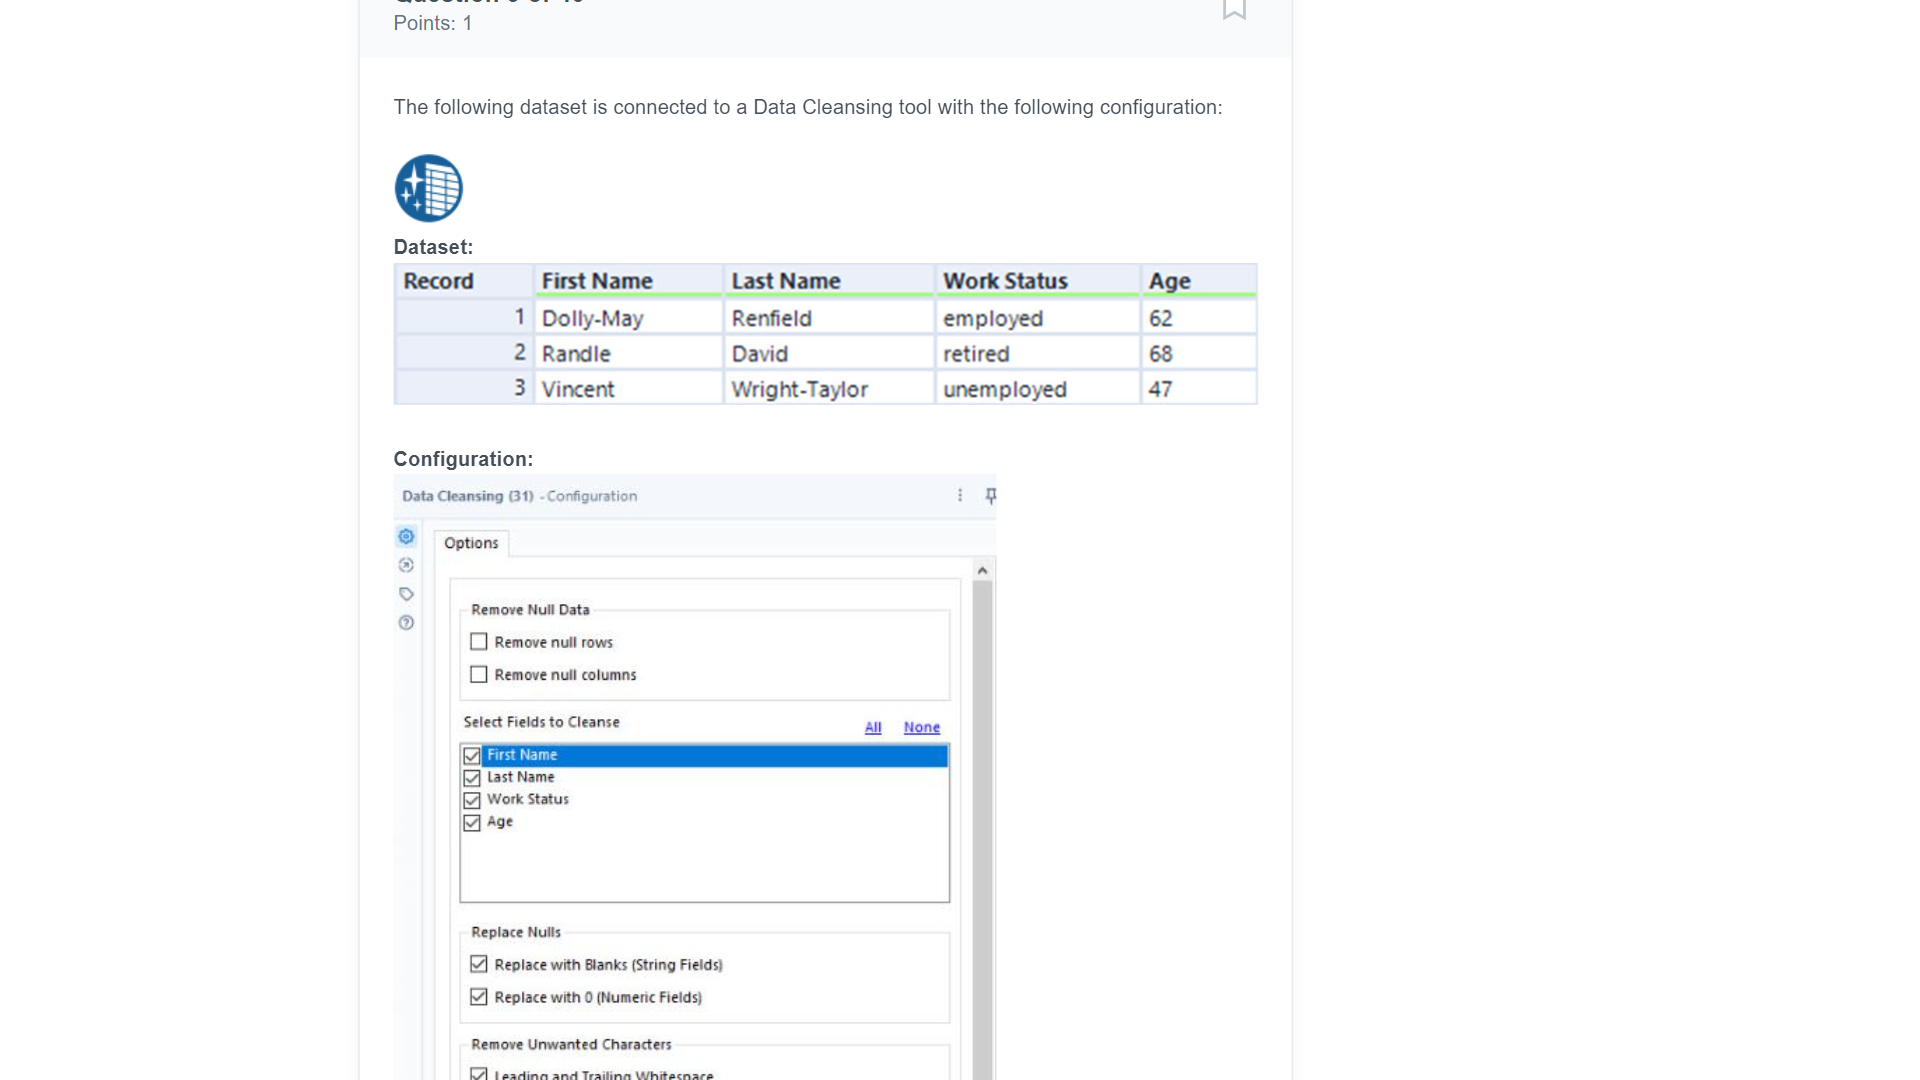 Points: 1
The following dataset is connected to a Data Cleansing tool with the following configuration:
Dataset:
Record First Name Last Name Work Status Age
1 Dolly-May Renfield employed 62
2 Randle David retired 68
3 Vincent Wright-Taylor unemployed 47
Configuration:
Data Cleansing (31) - Configuration
Options
Remove Null Data
Remove null rows
Remove null columns
Select Fields to Cleanse All None
First Name
Last Name
Work Status
Age
Replace Nulls
Replace with Blanks (String Fields)
Replace with 0 (Numeric Fields)
Remove Unwanted Characters
Leading and Trailing Whitespace